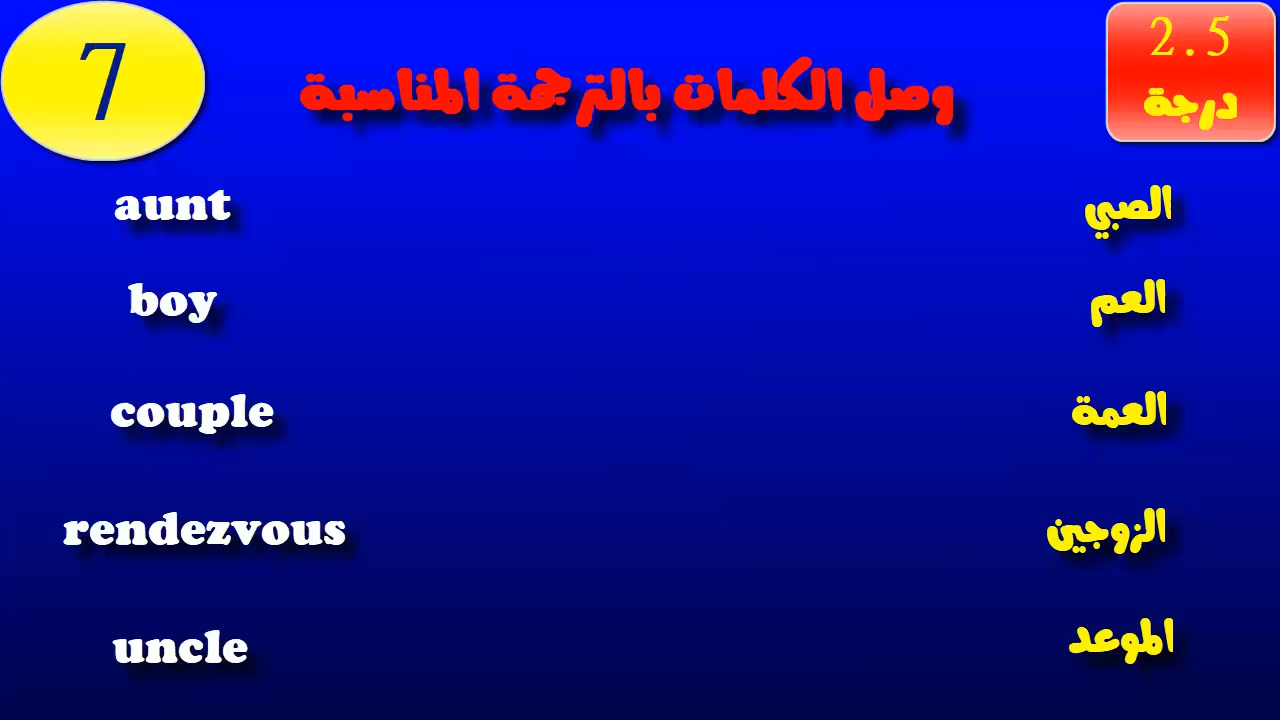 7
2.5
درجة
وصل الكلمات بالترجمة المناسبة
aunt
الصبي
boy
العم
couple
العمة
rendezvous
الزوجين
uncle
الموعد